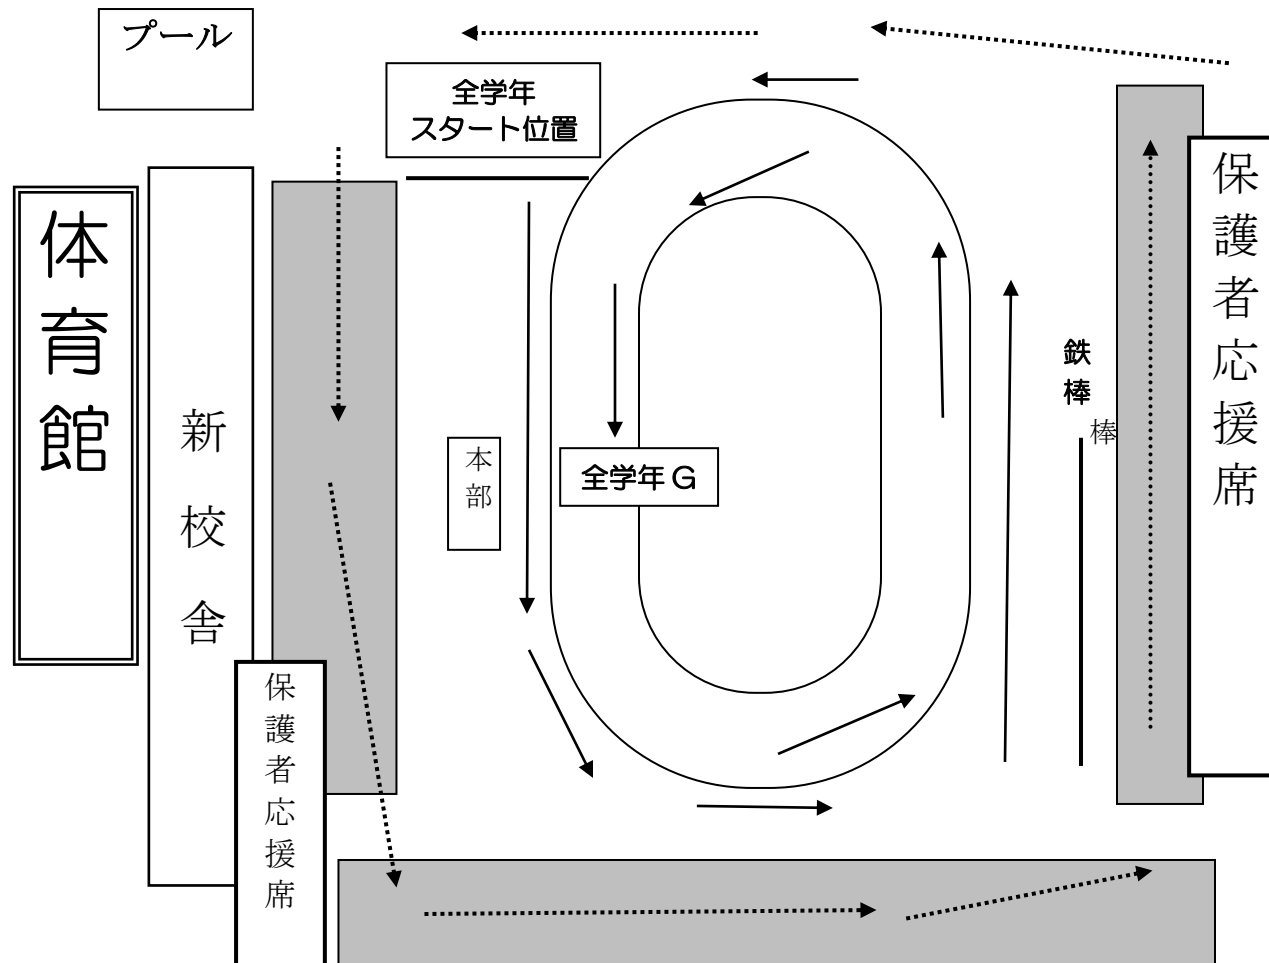 プール
全学年
スタート位置
体育館
新校舎
本部
全学年G
鉄棒
棒
保護者応援席
保護者応援席